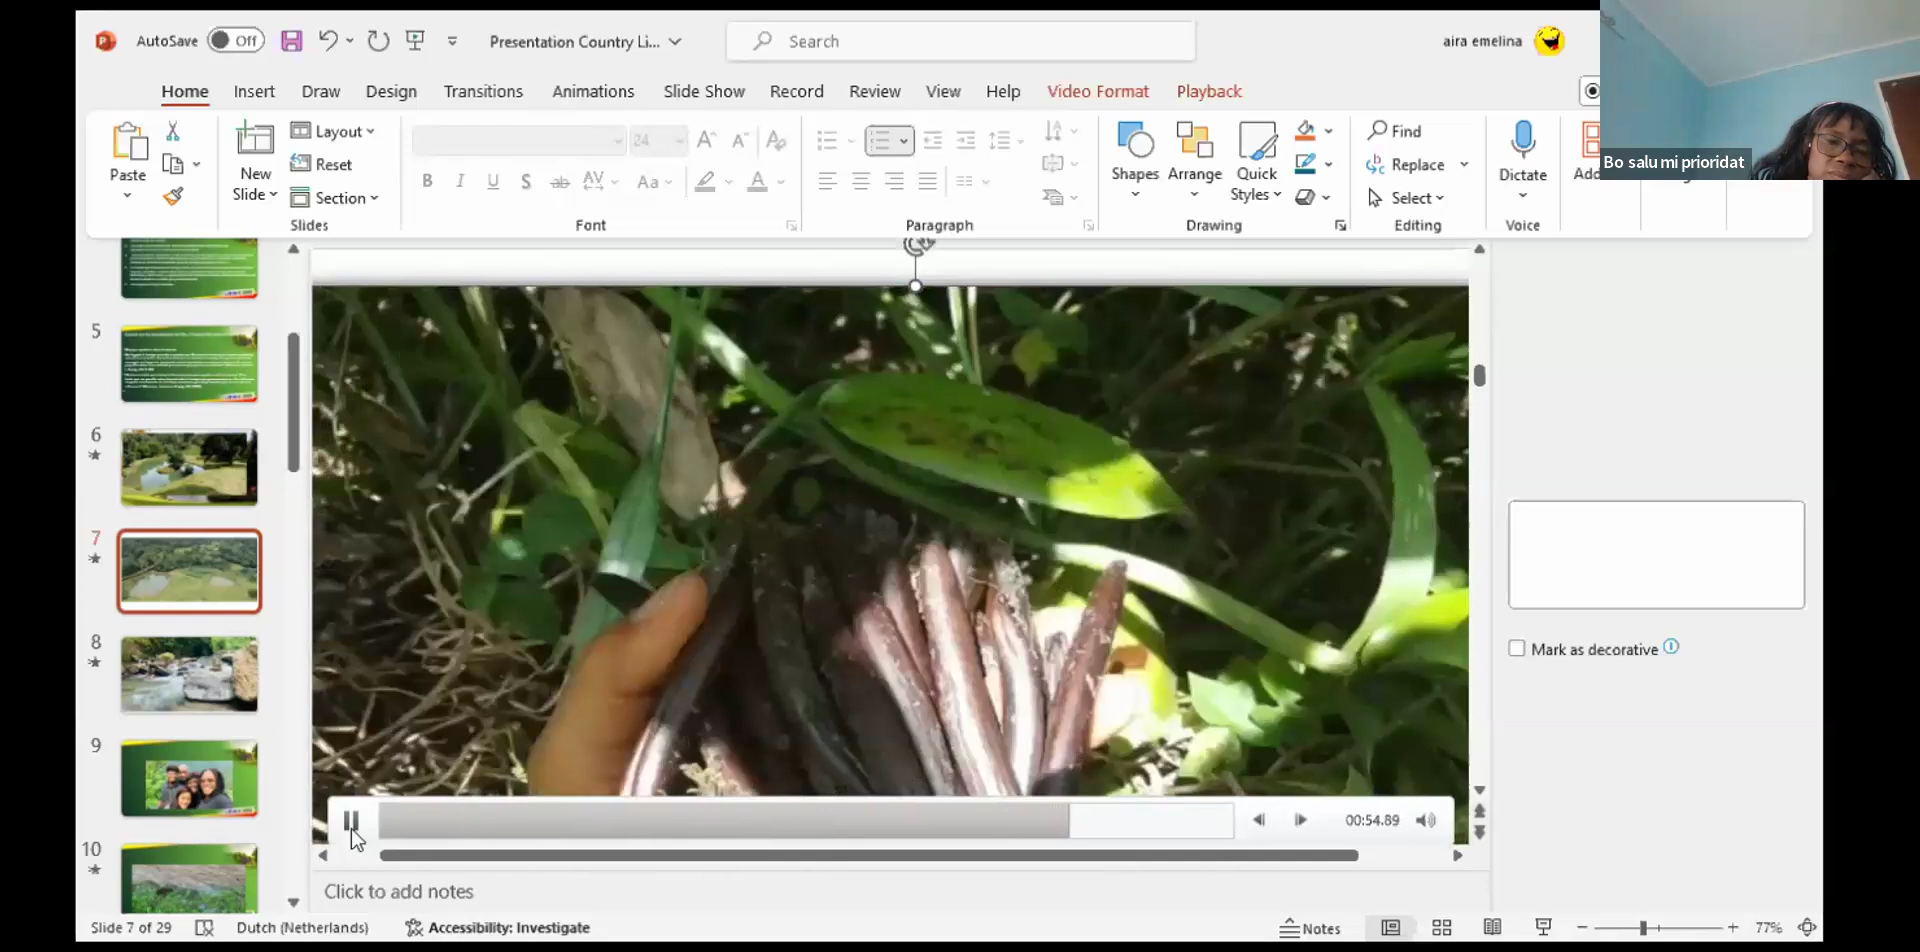 AutoSave Off Presentation Country Li... Search aira emelina
Home Insert Draw Design Transitions Animations Slide Show Record Review View Help Video Format Playback
Paste New Slide Layout Reset Section 24 Shapes Arrange Quick Styles Find Replace Select Dictate Add
Slides Font Paragraph Drawing Editing Voice
Bo salu mi prioridat
5
6
7
8
9
10
Mark as decorative
00:54.89
Click to add notes
Slide 7 of 29 Dutch (Netherlands) Accessibility: Investigate Notes 77%